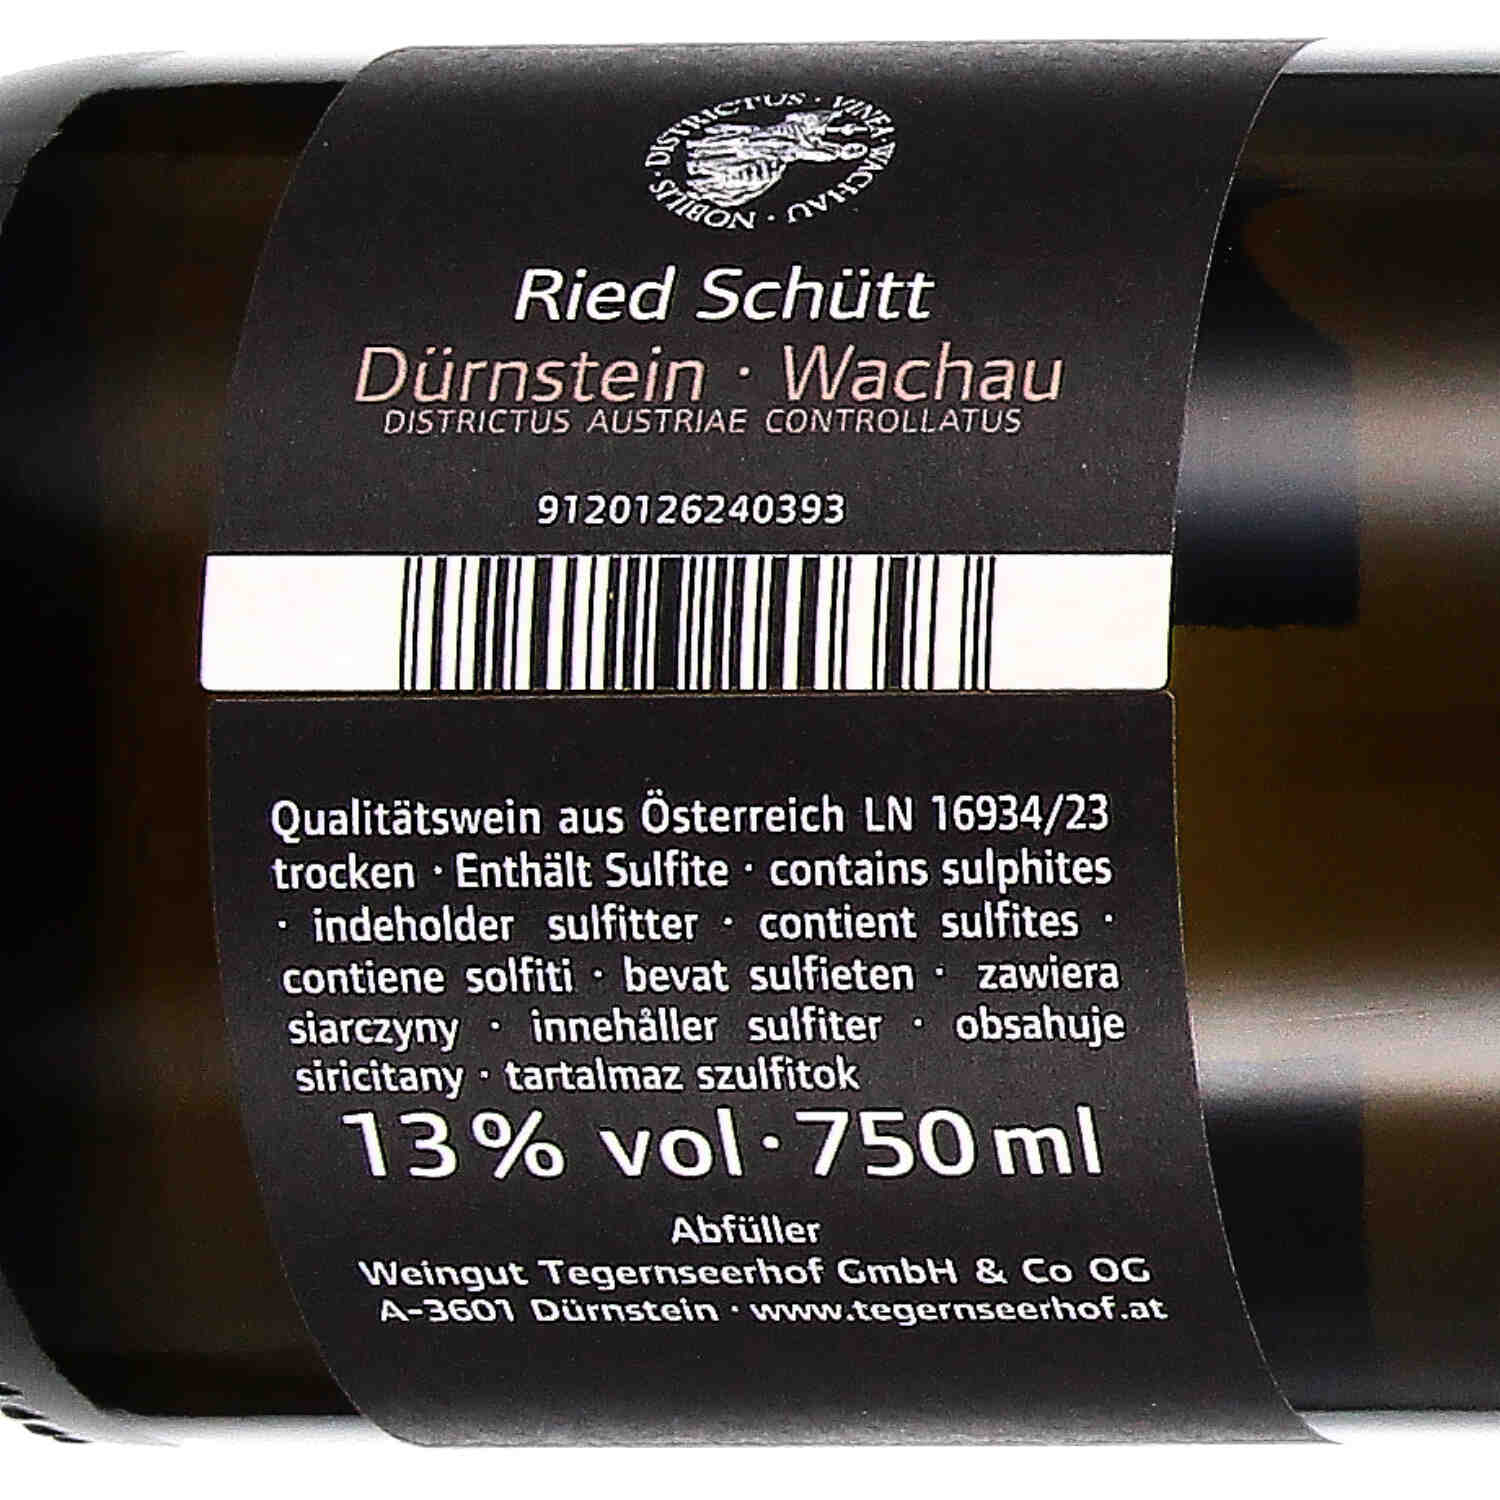 DISTRICTUS · VINEA WACHAU · NOBILIS ·
Ried Schütt
Dürnstein · Wachau
DISTRICTUS AUSTRIAE CONTROLLATUS
9120126240393
Qualitätswein aus Österreich LN 16934/23
trocken · Enthält Sulfite · contains sulphites
· indeholder sulfitter · contient sulfites ·
contiene solfiti · bevat sulfieten · zawiera
siarczyny · innehåller sulfiter · obsahuje
siricitany · tartalmaz szulfitok
13% vol · 750 ml
Abfüller
Weingut Tegernseerhof GmbH & Co OG
A-3601 Dürnstein · www.tegernseerhof.at